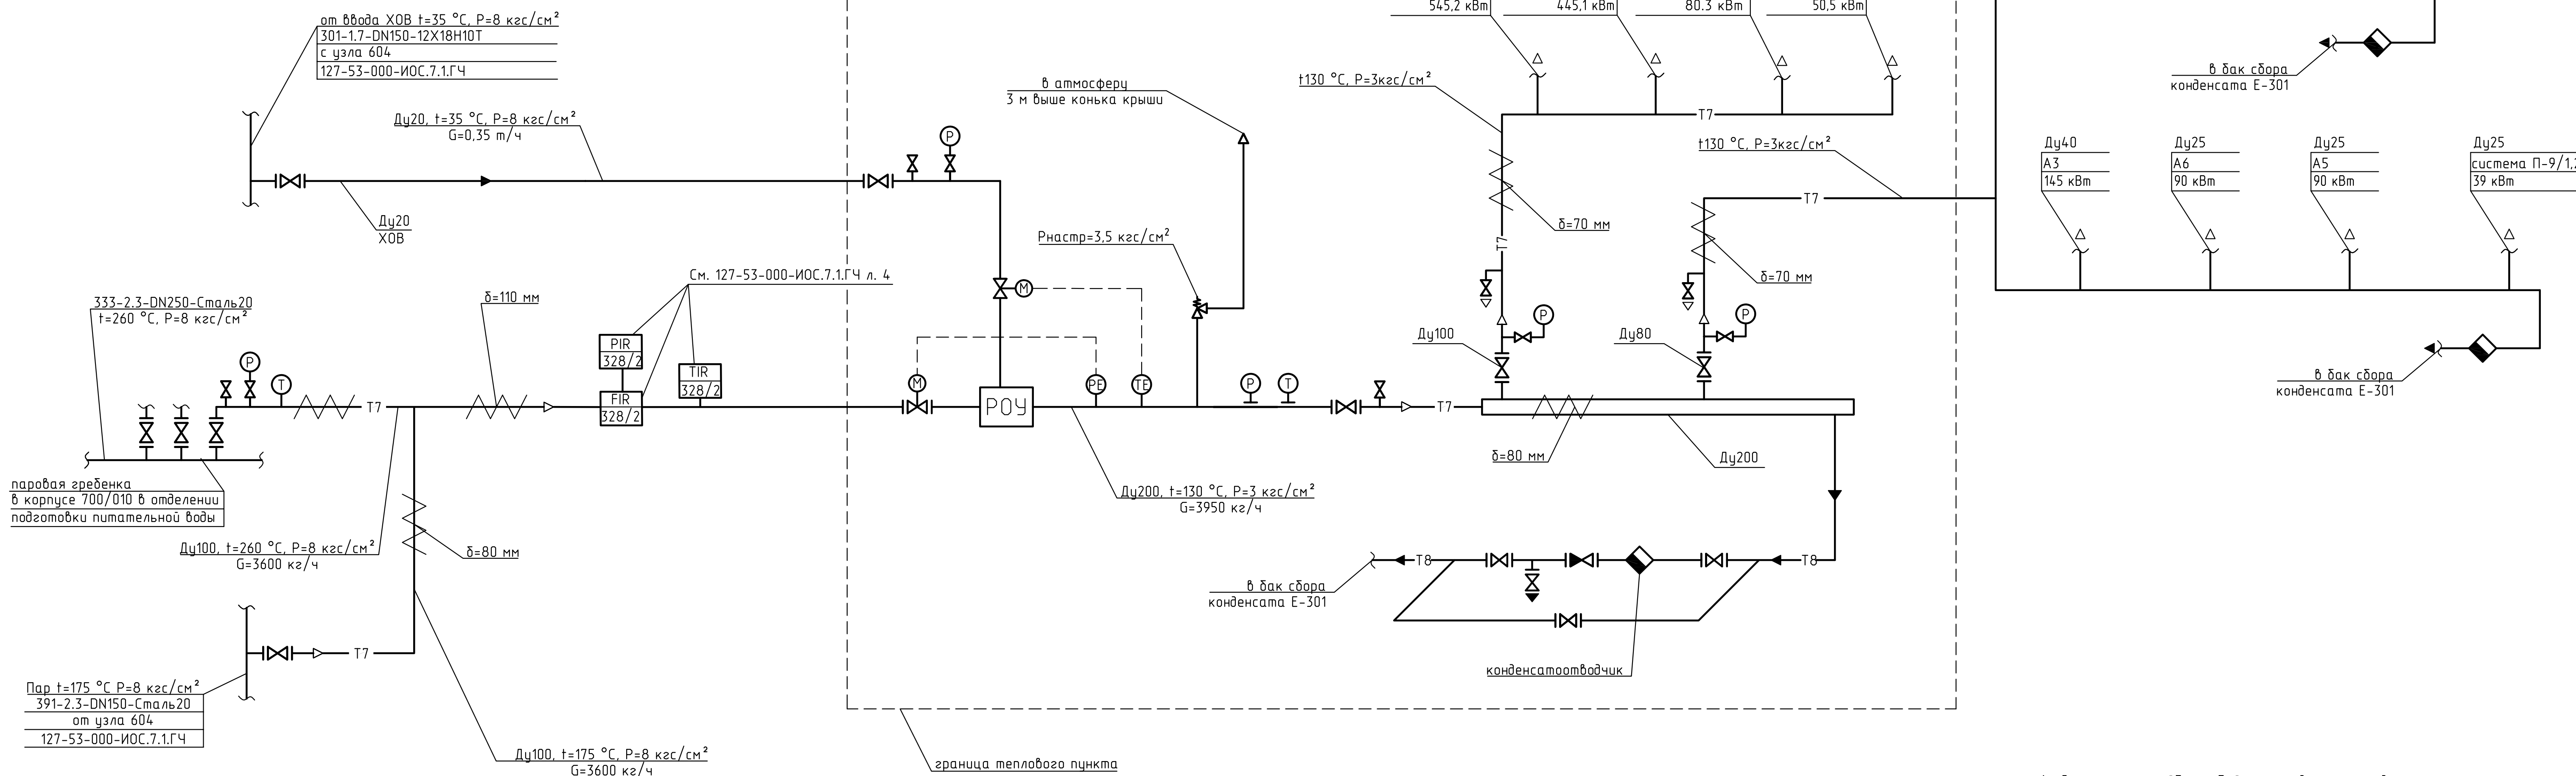 от ввода ХОВ t=35 °С, Р=8 кгс/см²
301-1.7-DN150-12Х18Н10Т
с узла 604
127-53-000-ИОС.7.1.ГЧ
Ду20, t=35 °С, Р=8 кгс/см²
G=0,35 т/ч
Ду20
ХОВ
333-2.3-DN250-Сталь20
t=260 °С, Р=8 кгс/см²
P
T
Т7
δ=110 мм
См. 127-53-000-ИОС.7.1.ГЧ л. 4
PIR
328/2
FIR
328/2
TIR
328/2
паровая гребенка
в корпусе 700/010 в отделении
подготовки питательной воды
Ду100, t=260 °С, Р=8 кгс/см²
G=3600 кг/ч
δ=80 мм
Т7
Пар t=175 °С Р=8 кгс/см²
391-2.3-DN150-Сталь20
от узла 604
127-53-000-ИОС.7.1.ГЧ
Ду100, t=175 °С, Р=8 кгс/см²
G=3600 кг/ч
P
в атмосферу
3 м выше конька крыши
Рнастр=3,5 кгс/см²
M
M
РОУ
PE
TE
P
T
Т7
Ду200, t=130 °С, Р=3 кгс/см²
G=3950 кг/ч
граница теплового пункта
545,2 кВт
445,1 кВт
80.3 кВт
50,5 кВт
t130 °С, Р=3кгс/см²
Т7
t130 °С, Р=3кгс/см²
Т7
δ=70 мм
Т7
δ=70 мм
P
P
Ду100
Ду80
δ=80 мм
Ду200
Т8
Т8
в бак сбора
конденсата Е-301
конденсатоотводчик
в бак сбора
конденсата Е-301
Ду40
А3
145 кВт
Ду25
А6
90 кВт
Ду25
А5
90 кВт
Ду25
система П-9/1,
39 кВт
в бак сбора
конденсата Е-301